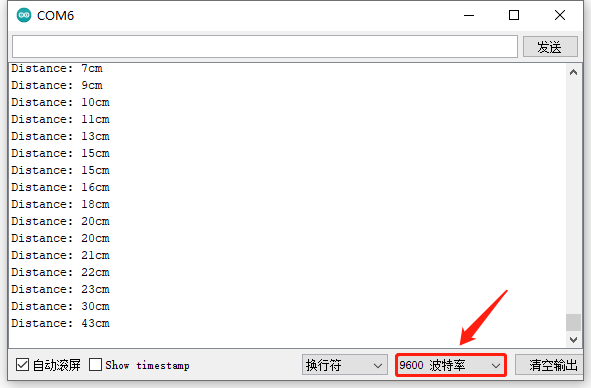 COM6
发送
Distance: 7cm
Distance: 9cm
Distance: 10cm
Distance: 11cm
Distance: 13cm
Distance: 15cm
Distance: 15cm
Distance: 16cm
Distance: 18cm
Distance: 20cm
Distance: 20cm
Distance: 21cm
Distance: 22cm
Distance: 23cm
Distance: 30cm
Distance: 43cm
自动滚屏 Show timestamp 换行符 9600 波特率 清空输出